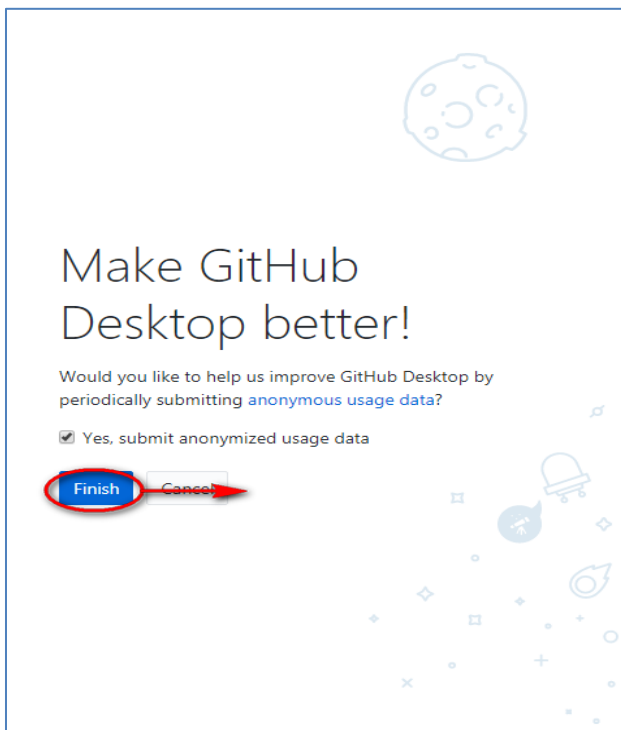 Make GitHub
Desktop better!
Would you like to help us improve GitHub Desktop by
periodically submitting anonymous usage data?
Yes, submit anonymized usage data
Finish Cancel